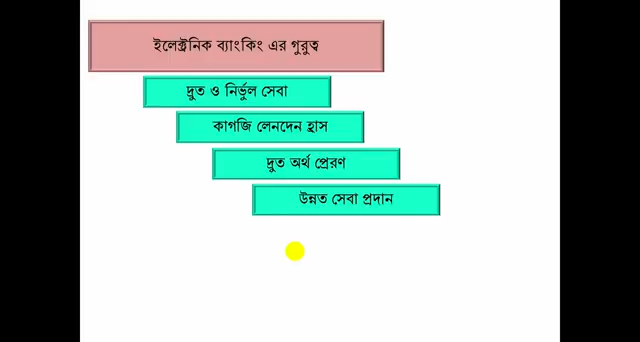 ইলেক্ট্রনিক ব্যাংকিং এর গুরুত্ব
দ্রুত ও নির্ভুল সেবা
কাগজি লেনদেন হ্রাস
দ্রুত অর্থ প্রেরণ
উন্নত সেবা প্রদান